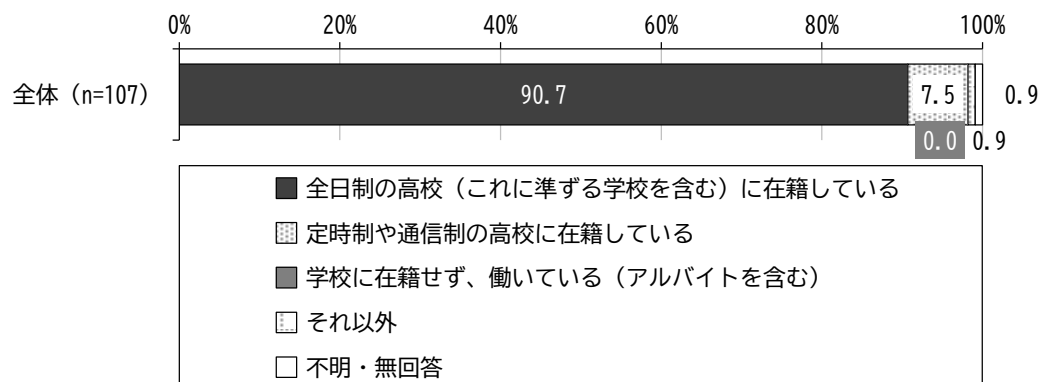 0% 20% 40% 60% 80% 100%
全体（n=107） 90.7 7.5 0.9
0.0 0.9
全日制の高校（これに準ずる学校を含む）に在籍している
定時制や通信制の高校に在籍している
学校に在籍せず、働いている（アルバイトを含む）
それ以外
不明・無回答